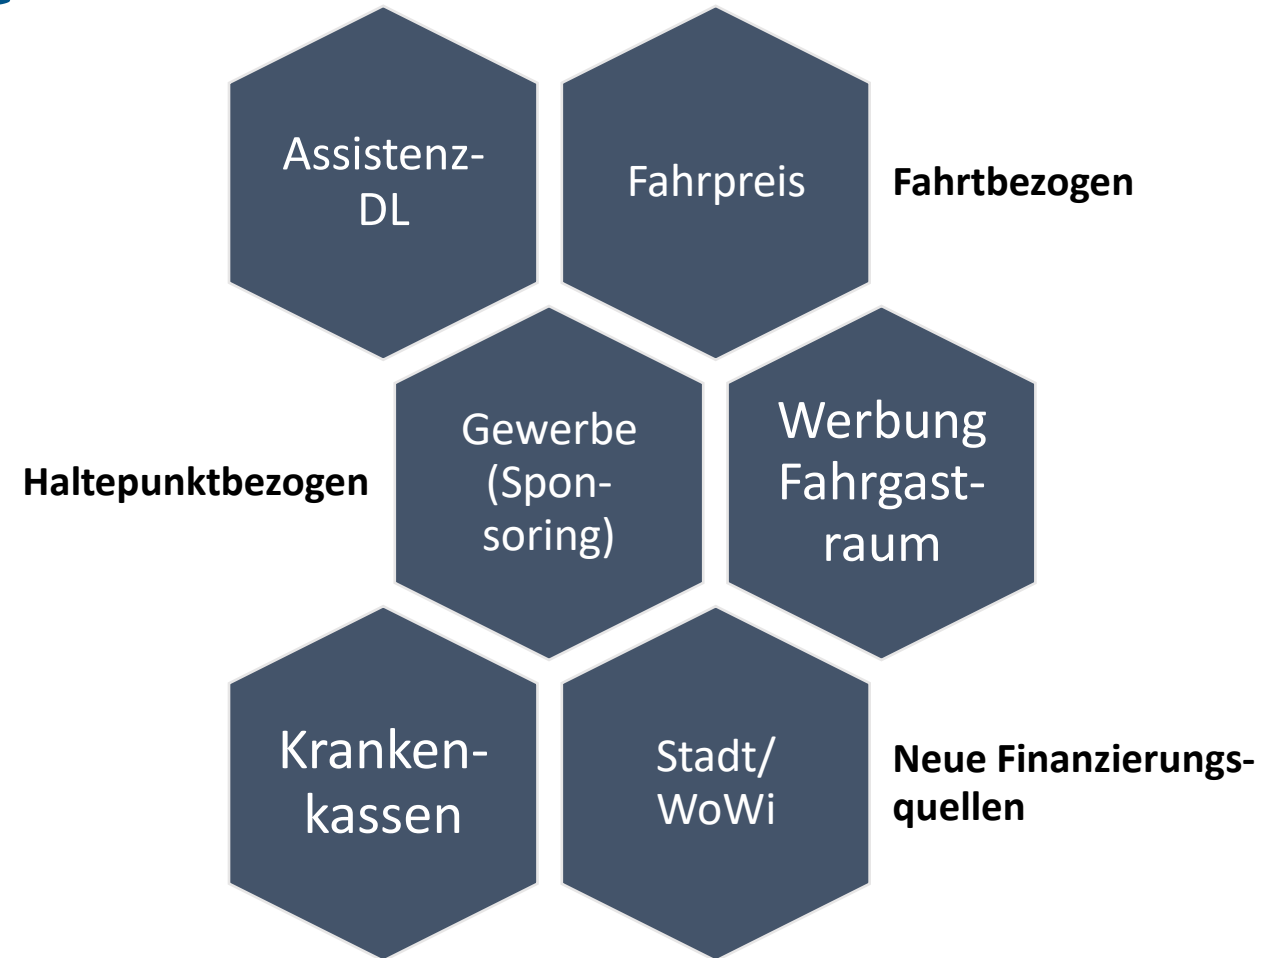 Assistenz-
DL
Fahrpreis
Fahrtbezogen
Haltepunktbezogen
Gewerbe
(Spon-
soring)
Werbung
Fahrgast-
raum
Kranken-
kassen
Stadt/
WoWi
Neue Finanzierungs-
quellen